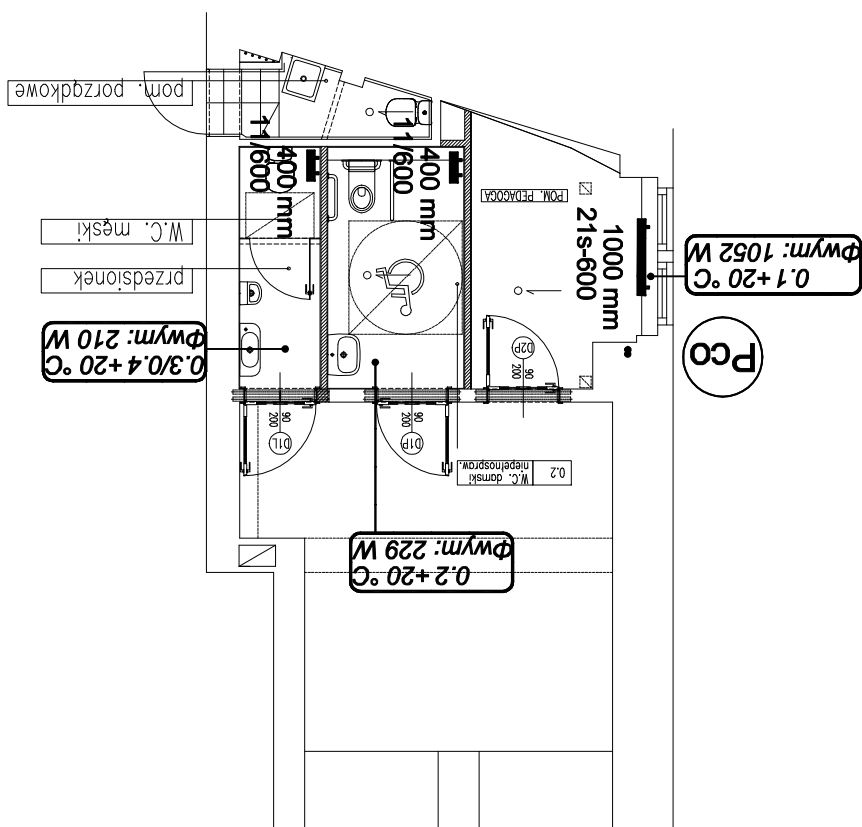 pom. porządkowe
W.C. męski
przedsionek
0.3/0.4 +20 °C
Φwym: 210 W
400 mm
11/600
400 mm
11/600
POM. PEDAGOGA
1000 mm
21s-600
0.1 +20 °C
Φwym: 1052 W
Pco
D1L
90
200
D1P
90
200
D2P
90
200
0.2
W.C. damski
niepełnospraw.
0.2 +20 °C
Φwym: 229 W